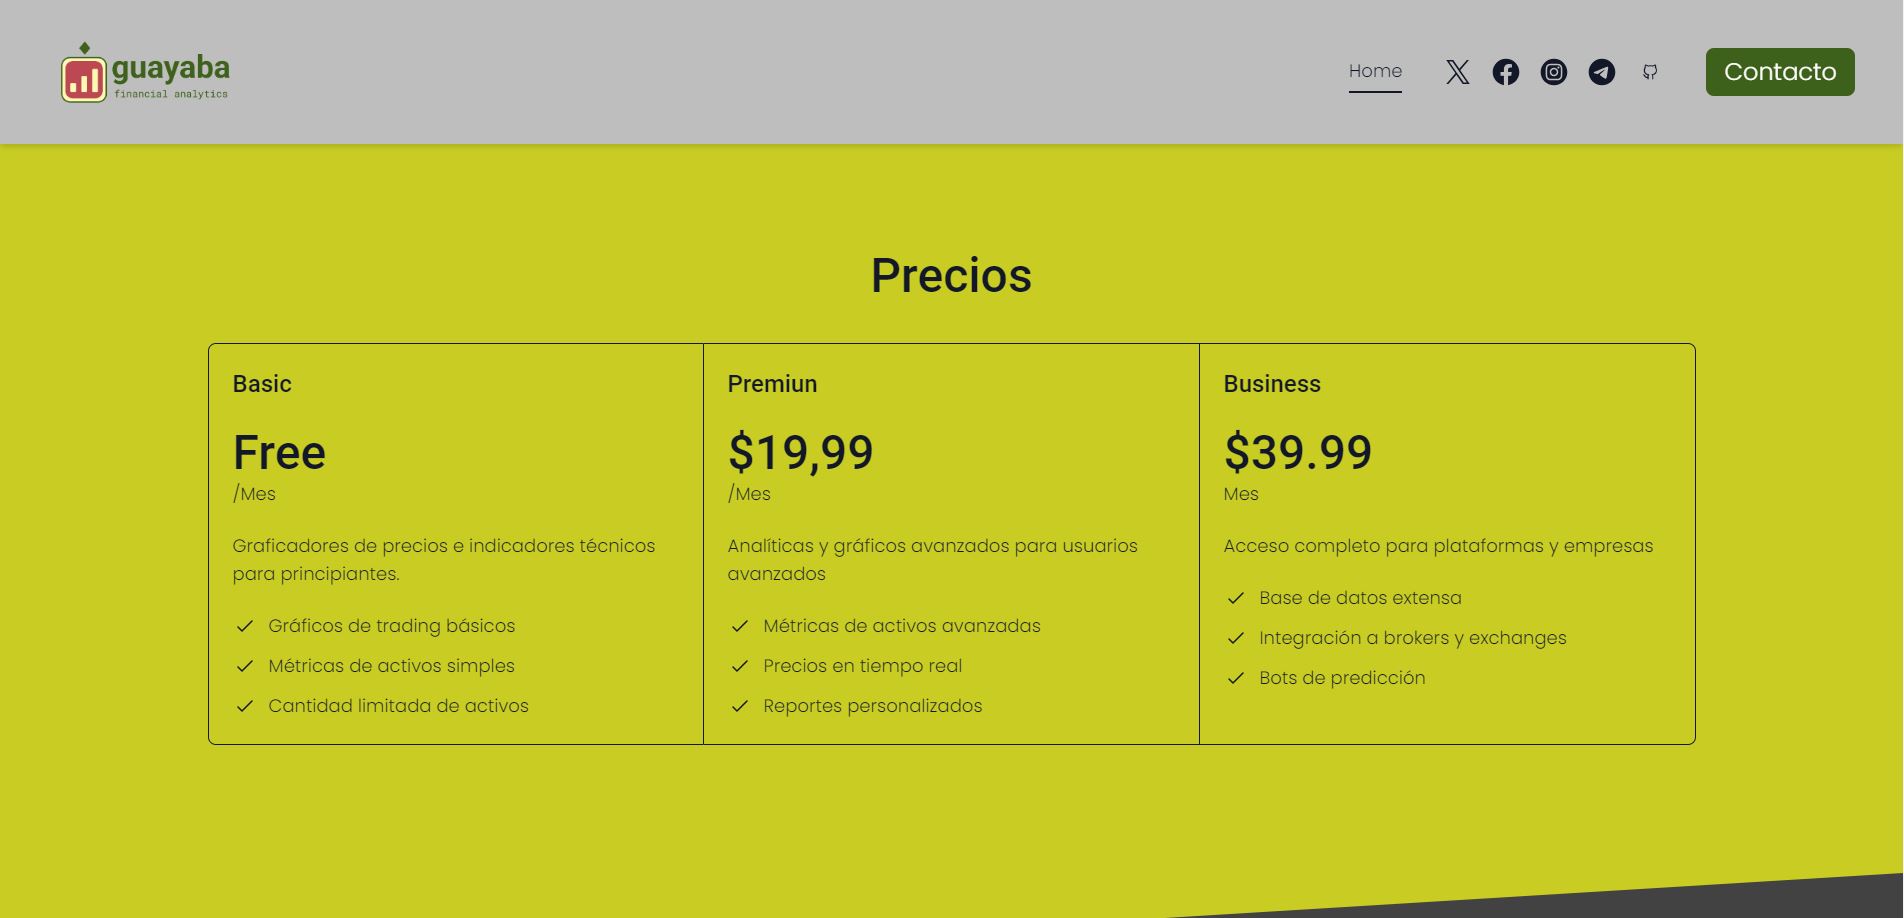 guayaba
financial analytics
Home
Contacto
Precios
Basic
Free
/Mes
Graficadores de precios e indicadores técnicos
para principiantes.
Gráficos de trading básicos
Métricas de activos simples
Cantidad limitada de activos
Premiun
$19,99
/Mes
Analíticas y gráficos avanzados para usuarios
avanzados
Métricas de activos avanzadas
Precios en tiempo real
Reportes personalizados
Business
$39.99
Mes
Acceso completo para plataformas y empresas
Base de datos extensa
Integración a brokers y exchanges
Bots de predicción